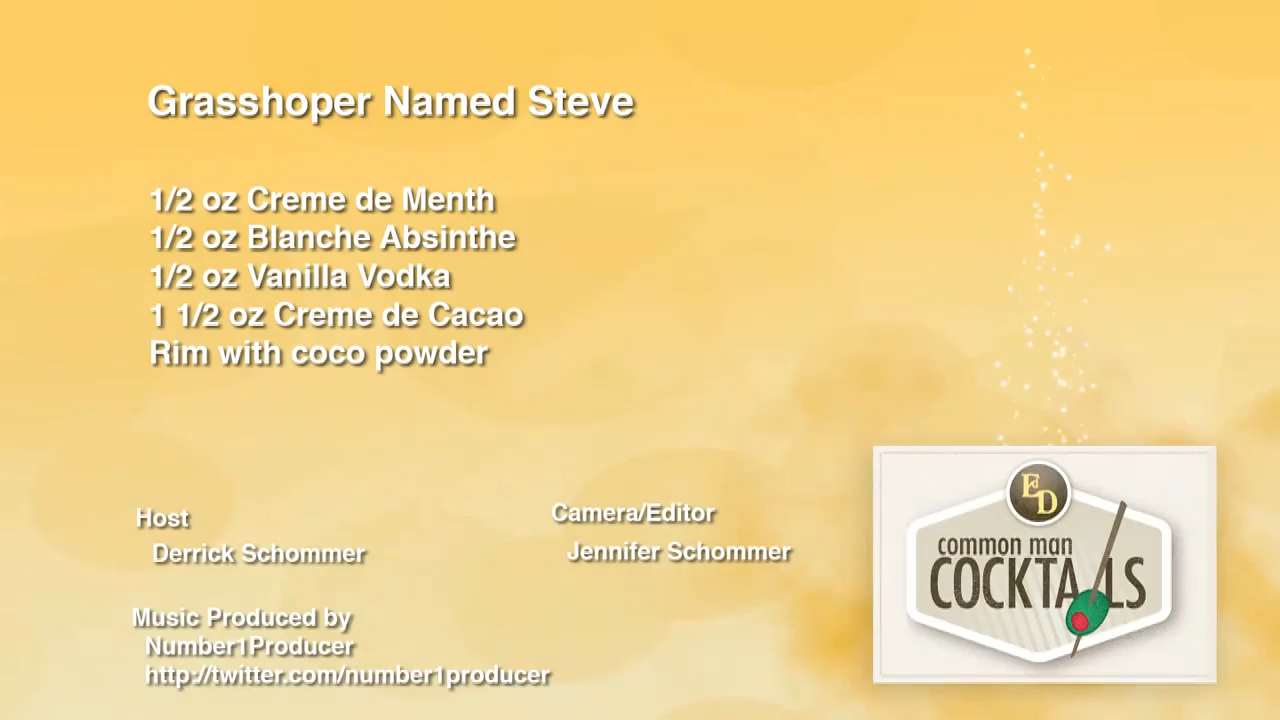 Grasshoper Named Steve
1/2 oz Creme de Menth
1/2 oz Blanche Absinthe
1/2 oz Vanilla Vodka
1 1/2 oz Creme de Cacao
Rim with coco powder
Host
Derrick Schommer
Camera/Editor
Jennifer Schommer
Music Produced by
Number1Producer
http://twitter.com/number1producer
ED
common man
COCKTAILS